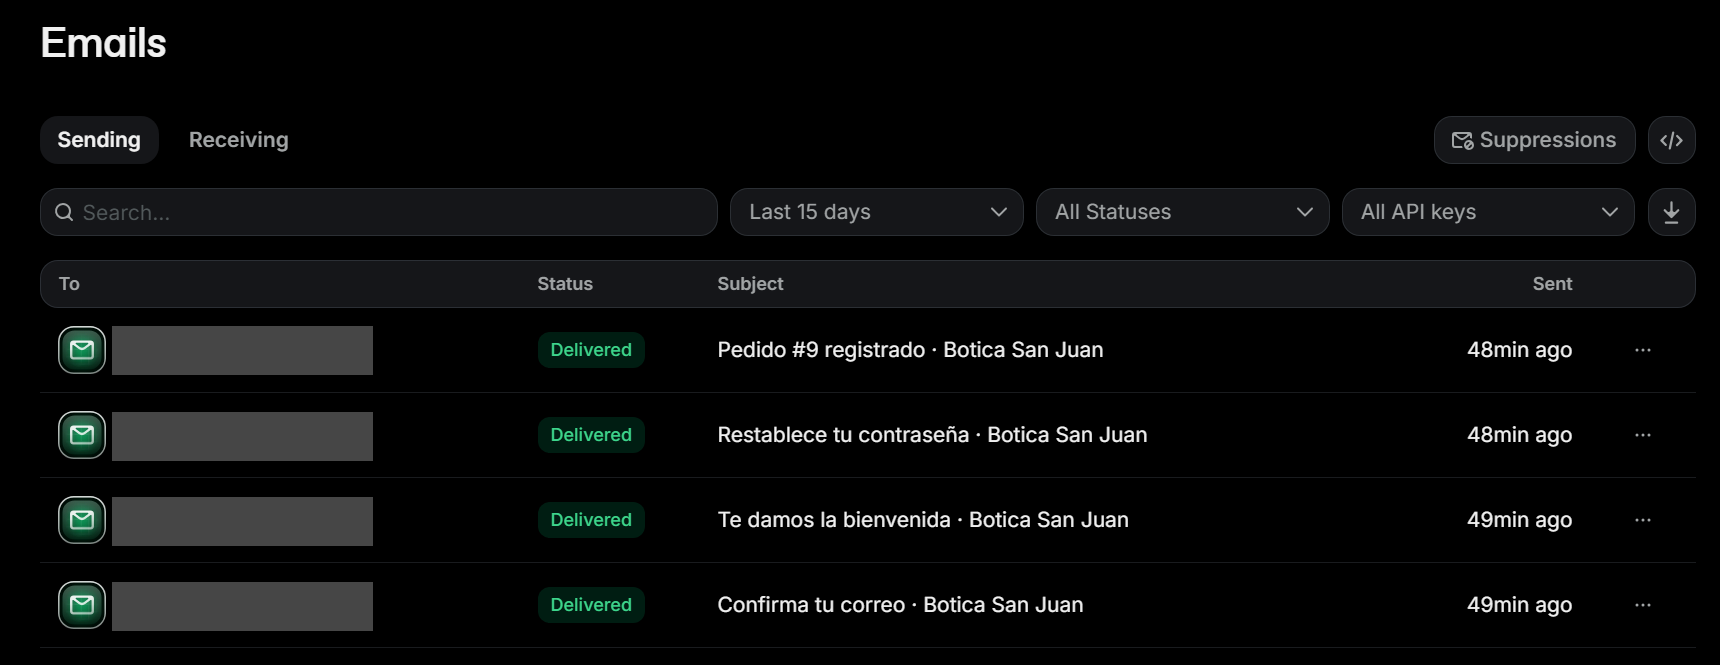 Emails
Sending Receiving Suppressions </>
Search... Last 15 days All Statuses All API keys
To Status Subject Sent
Delivered Pedido #9 registrado · Botica San Juan 48min ago ...
Delivered Restablece tu contraseña · Botica San Juan 48min ago ...
Delivered Te damos la bienvenida · Botica San Juan 49min ago ...
Delivered Confirma tu correo · Botica San Juan 49min ago ...